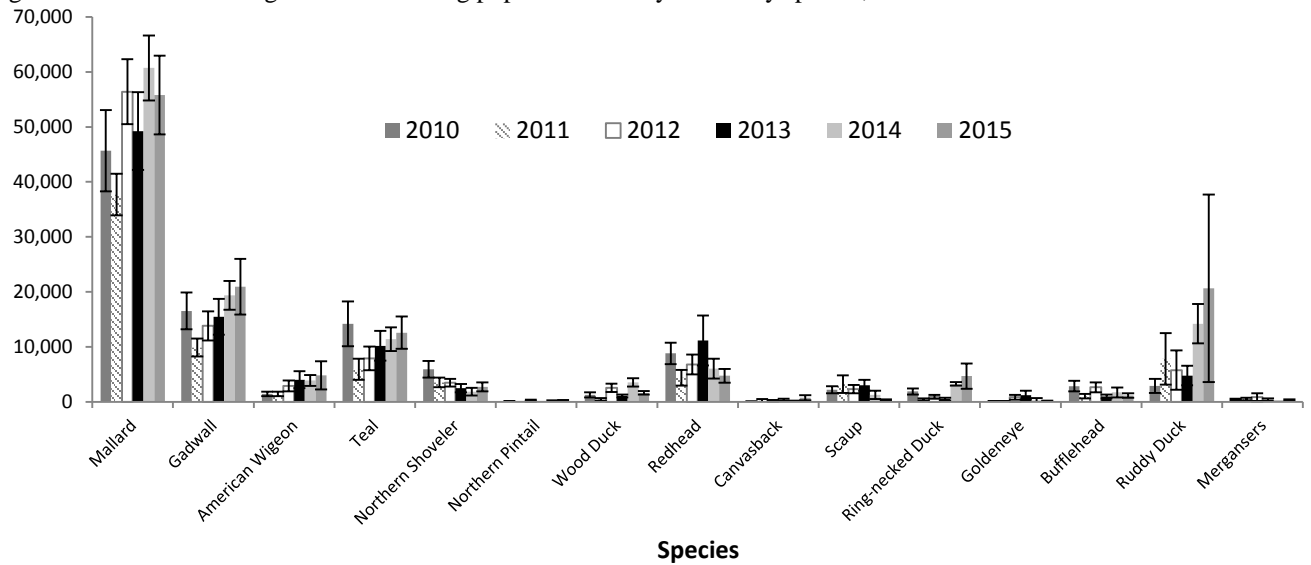 70,000
60,000
50,000
40,000
30,000
20,000
10,000
0
2010 2011 2012 2013 2014 2015
Mallard
Gadwall
American Wigeon
Teal
Northern Shoveler
Northern Pintail
Wood Duck
Redhead
Canvasback
Scaup
Ring-necked Duck
Goldeneye
Bufflehead
Ruddy Duck
Mergansers
Species